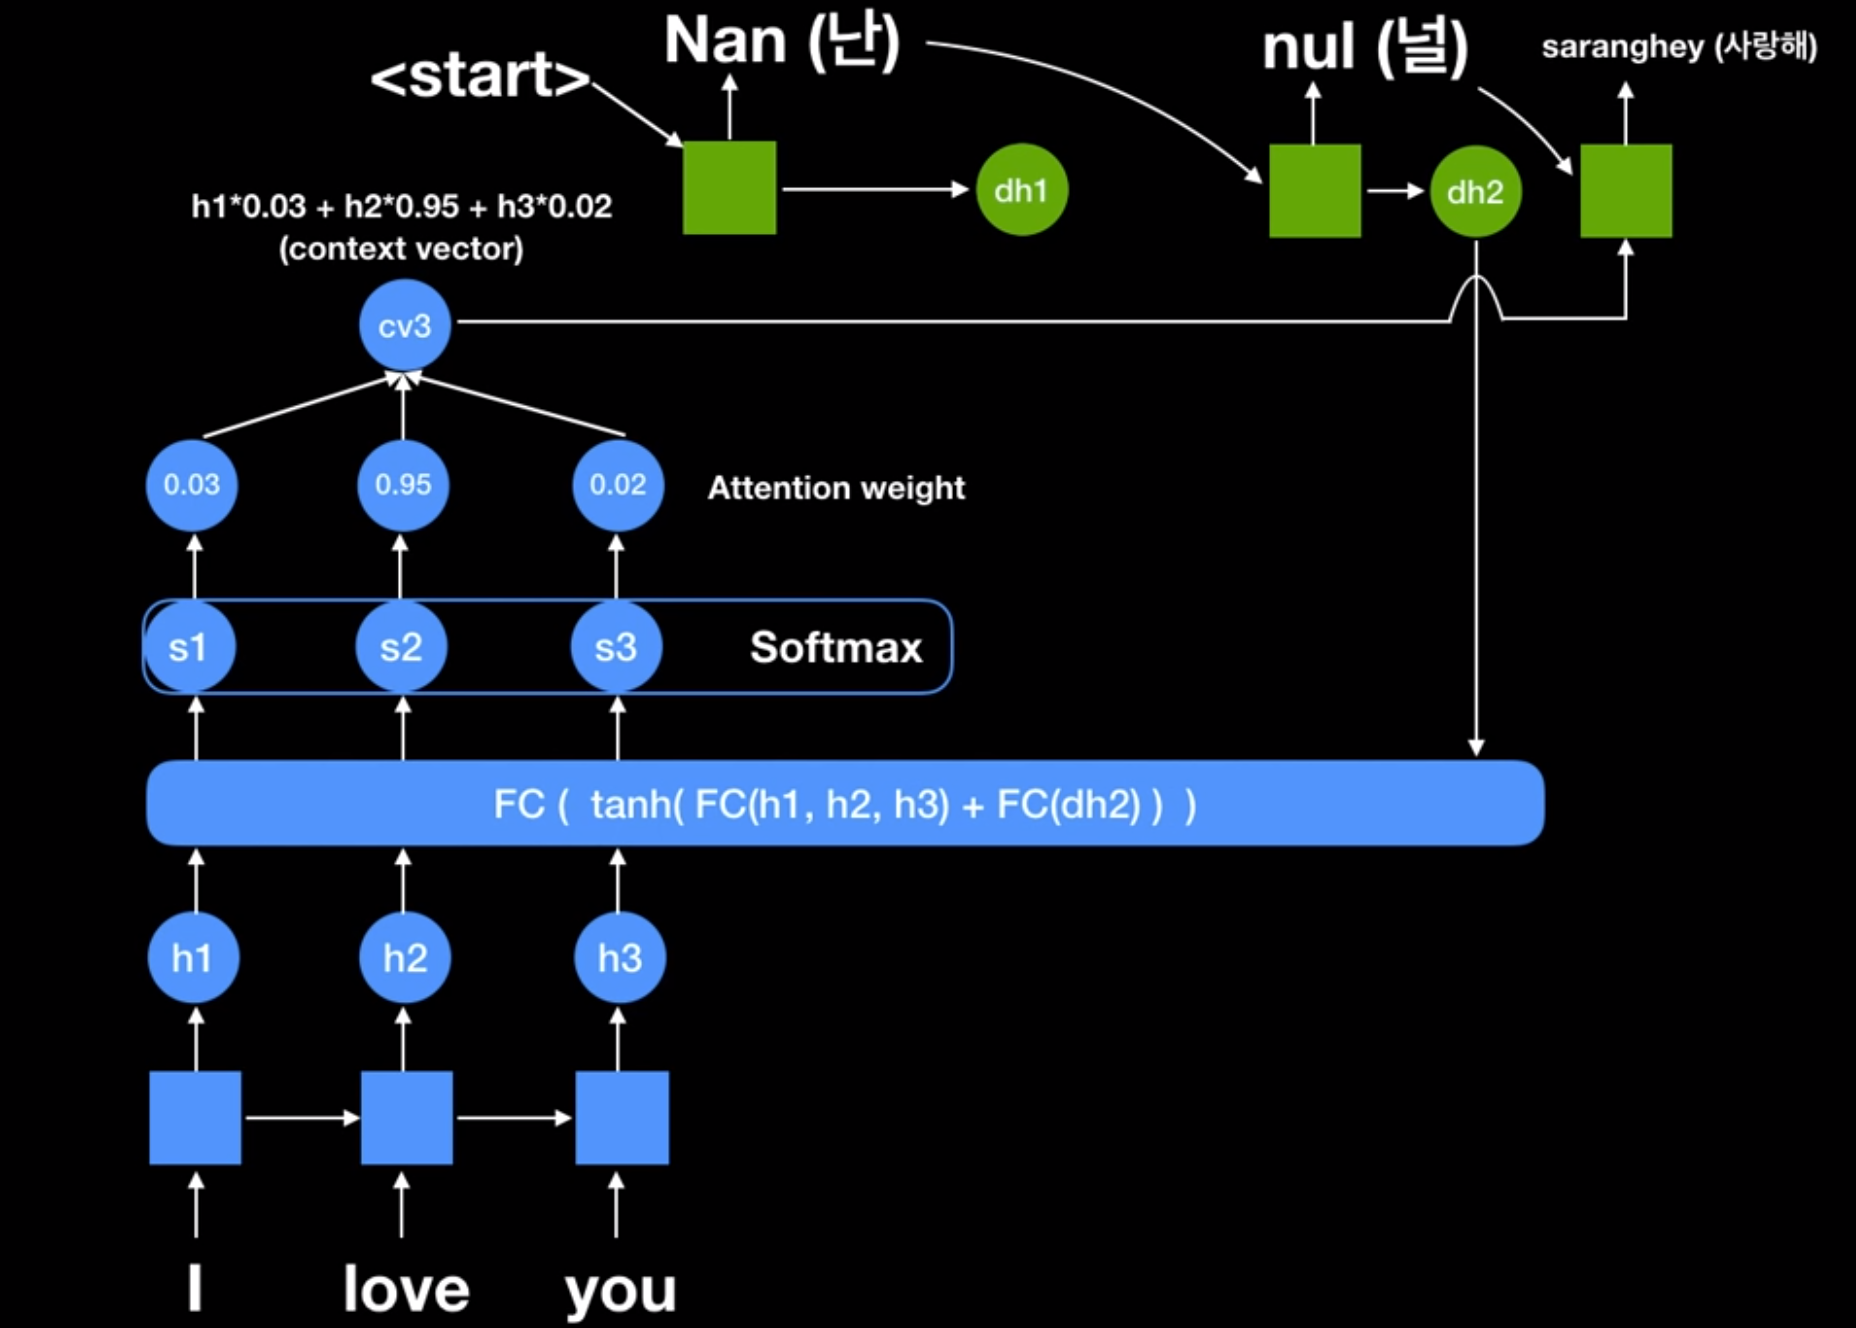 <start>
Nan (난)
nul (널)
saranghey (사랑해)
dh1
dh2
h1*0.03 + h2*0.95 + h3*0.02
(context vector)
cv3
0.03
0.95
0.02
Attention weight
s1
s2
s3
Softmax
FC ( tanh( FC(h1, h2, h3) + FC(dh2) ) )
h1
h2
h3
I
love
you